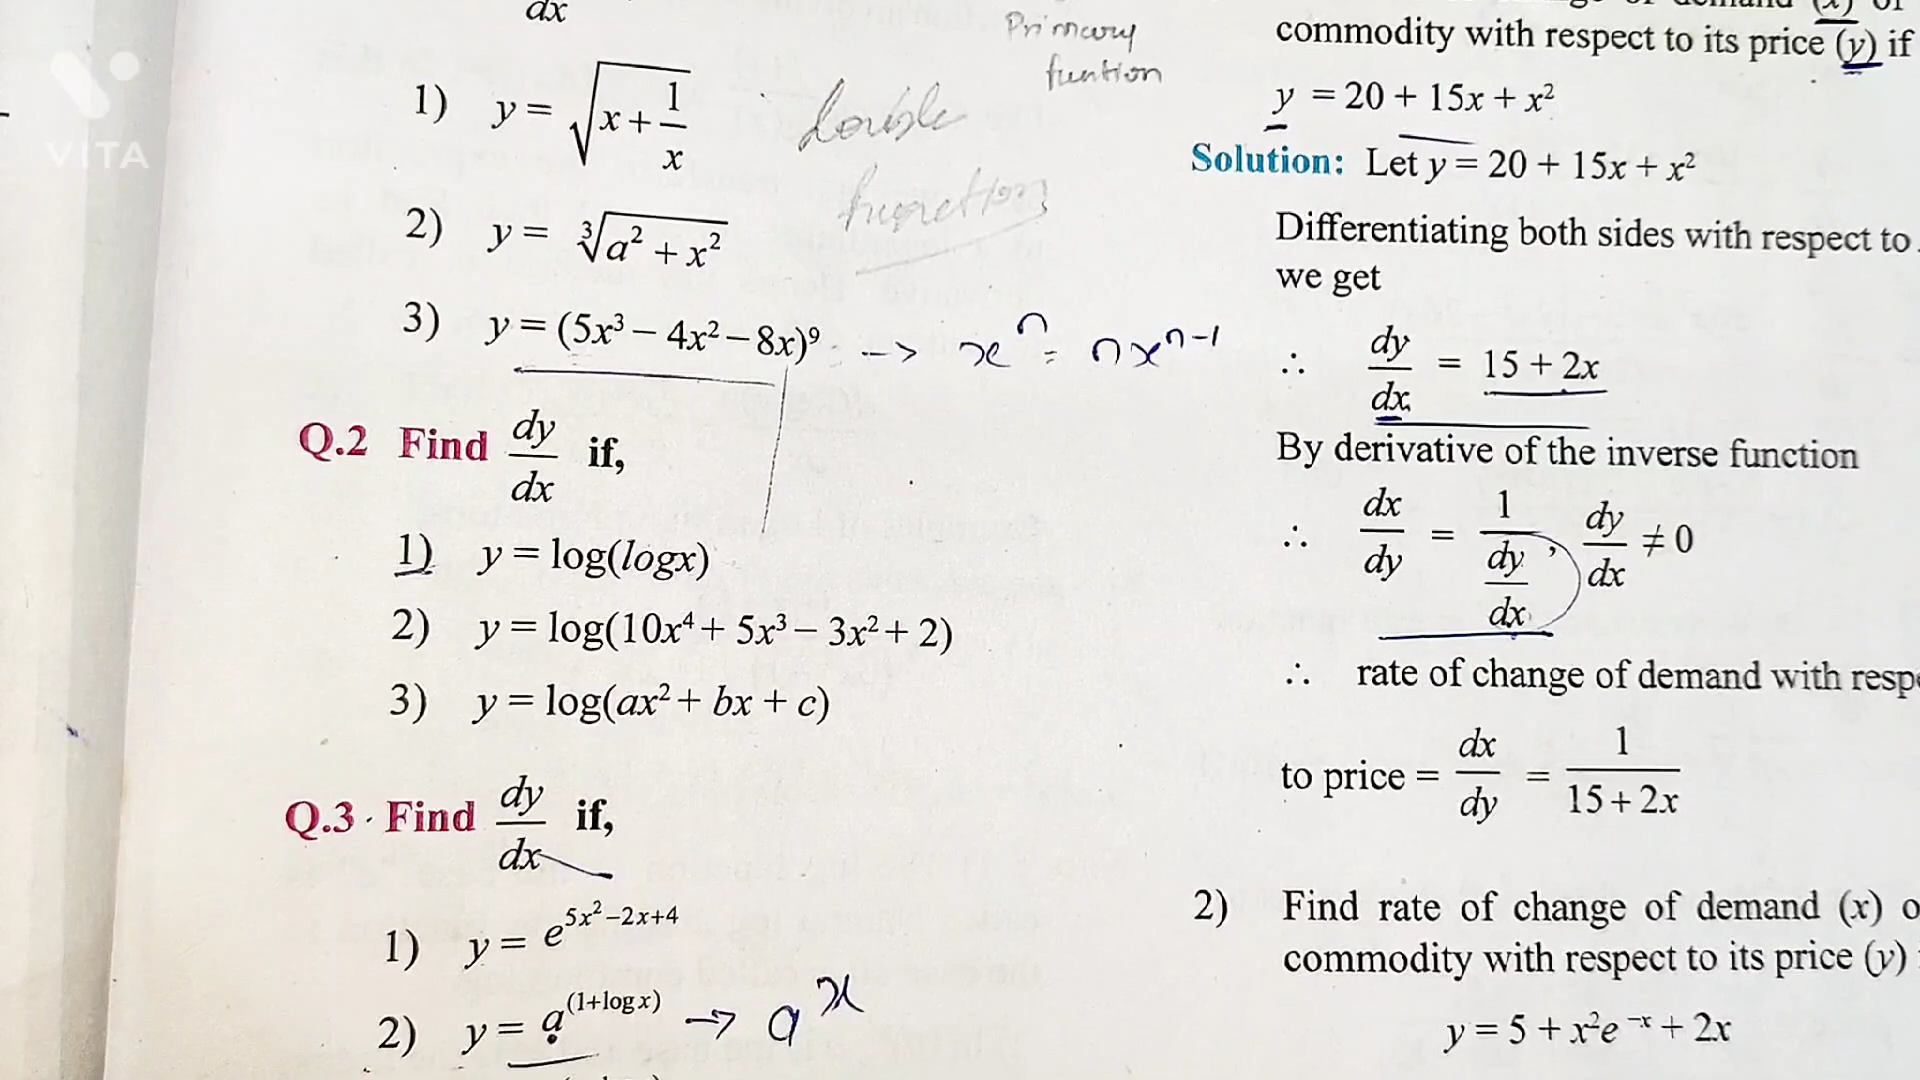 VITA
dx
Primary
funtion
1) y = √(x + 1/x)
double
function
2) y = ∛(a² + x²)
3) y = (5x³ – 4x² – 8x)⁹ --> xⁿ = nxⁿ⁻¹
Q.2 Find dy/dx if,
1) y = log(logx)
2) y = log(10x⁴ + 5x³ – 3x² + 2)
3) y = log(ax² + bx + c)
Q.3 Find dy/dx if,
1) y = e^(5x²–2x+4)
2) y = a^(1+logx) → a^x
commodity with respect to its price (y) if
y = 20 + 15x + x²
Solution: Let y = 20 + 15x + x²
Differentiating both sides with respect to
we get
∴ dy/dx = 15 + 2x
By derivative of the inverse function
∴ dx/dy = 1/(dy/dx), dy/dx ≠ 0
∴ rate of change of demand with resp
to price = dx/dy = 1/(15 + 2x)
2) Find rate of change of demand (x) o
commodity with respect to its price (y)
y = 5 + x²e⁻ˣ + 2x